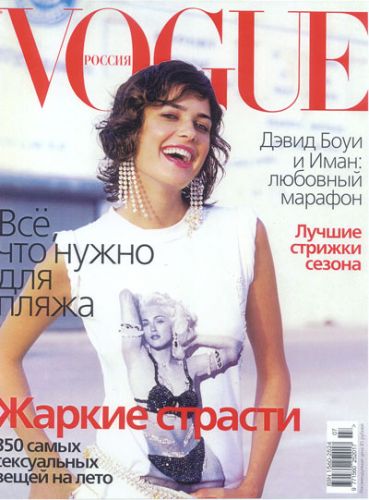 VOGUE
РОССИЯ
Дэвид Боуи
и Иман:
любовный
марафон
Лучшие
стрижки
сезона
Всё,
что нужно
для
пляжа
Жаркие страсти
350 самых
сексуальных
вещей на лето
07